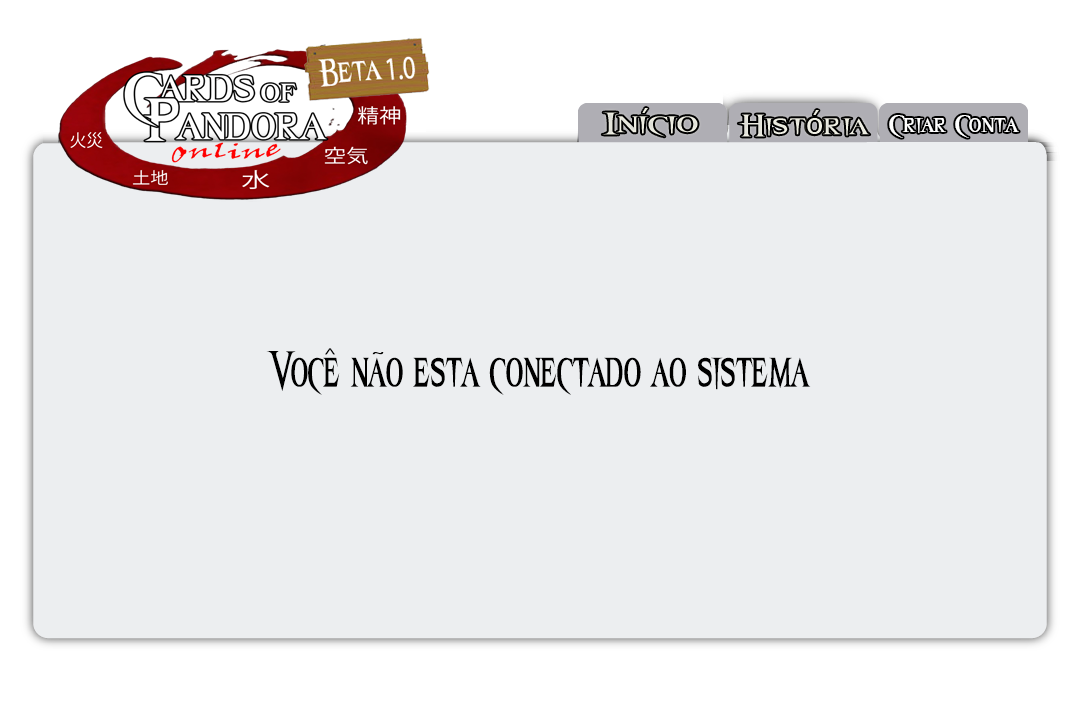 Beta 1.0
Cards of
Pandora
online
火災
土地
水
空気
精神
Início
História
Criar Conta
Você não esta conectado ao sistema